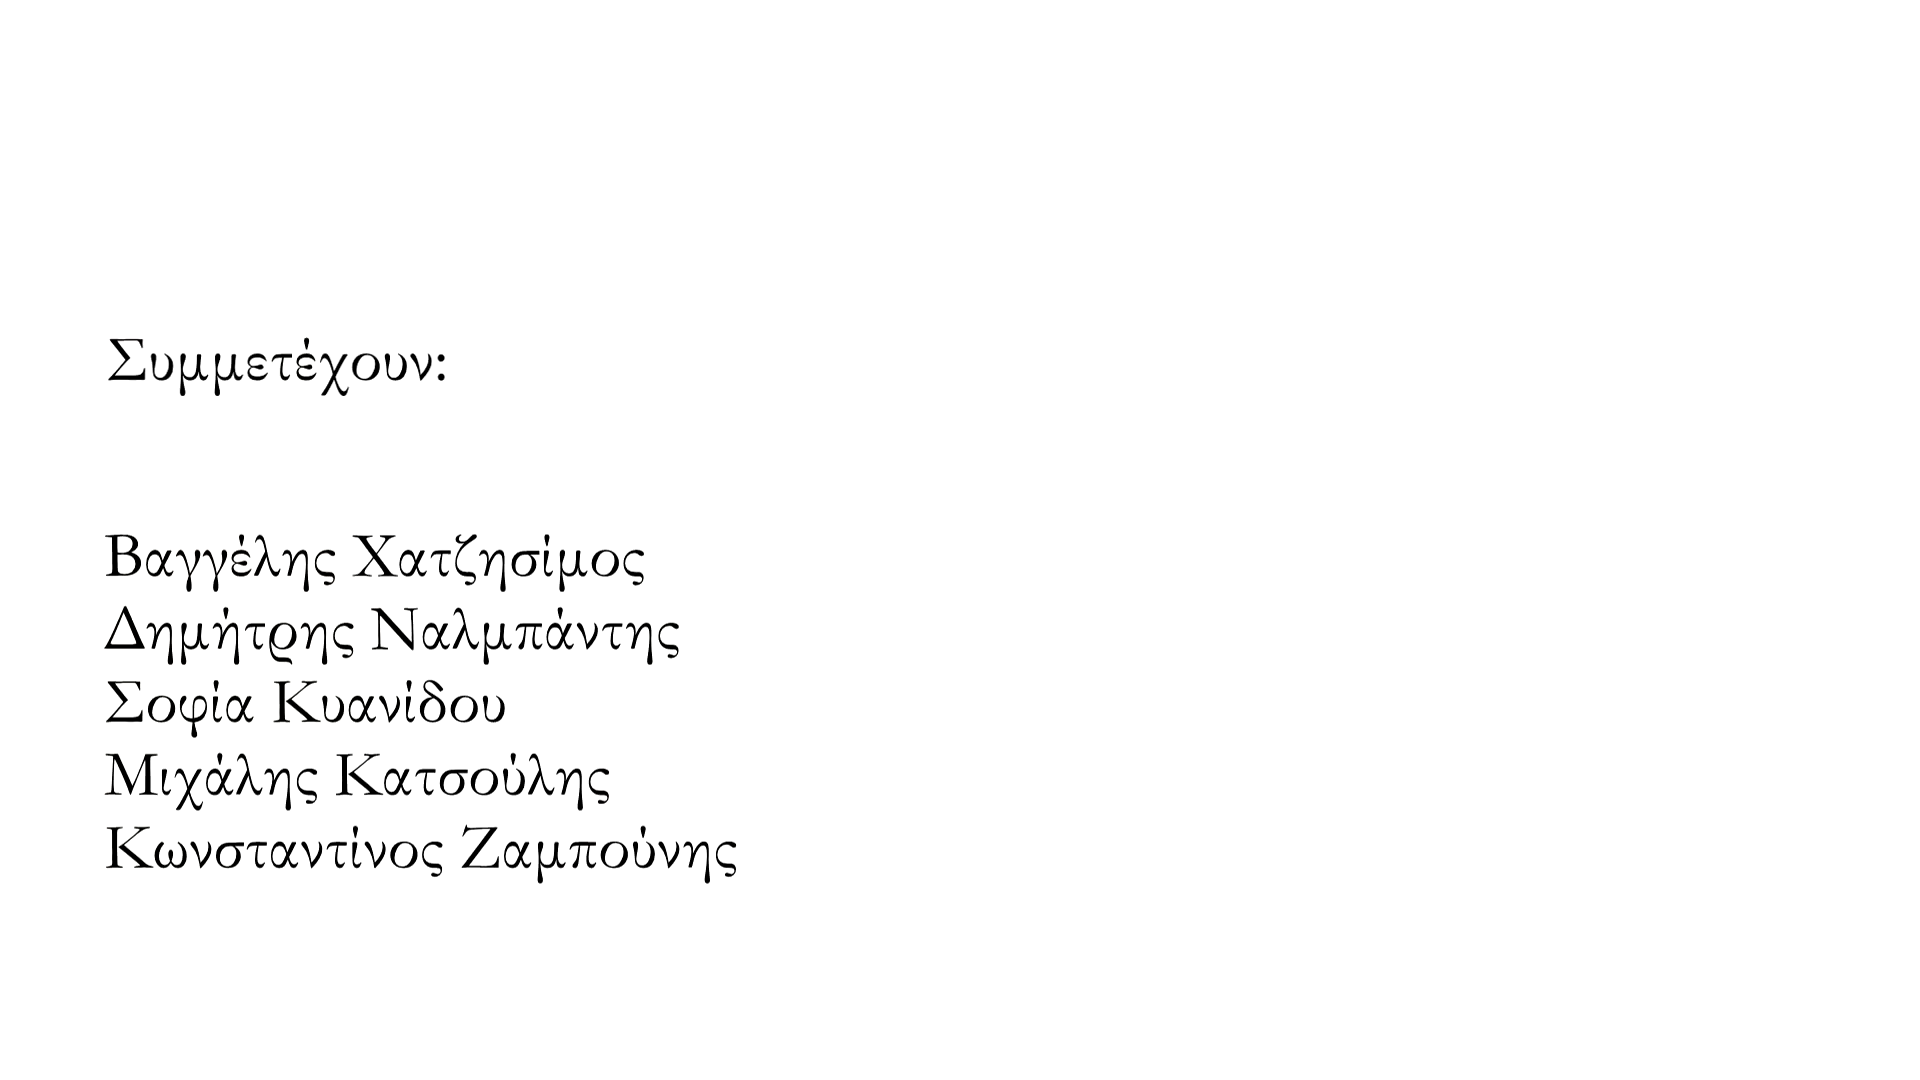 Συμμετέχουν:
Βαγγέλης Χατζησίμος
Δημήτρης Ναλμπάντης
Σοφία Κυανίδου
Μιχάλης Κατσούλης
Κωνσταντίνος Ζαμπούνης